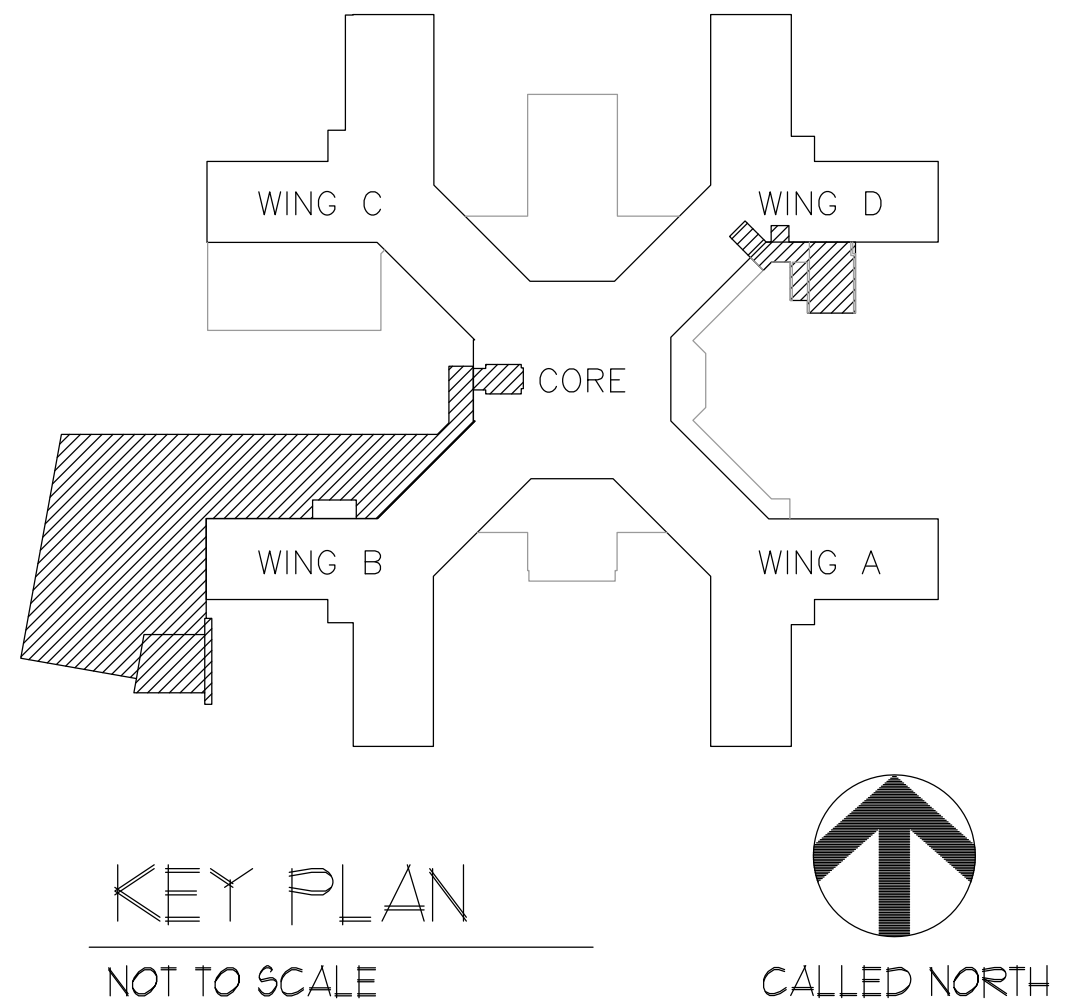 WING C
WING D
CORE
WING B
WING A
KEY PLAN
NOT TO SCALE
CALLED NORTH